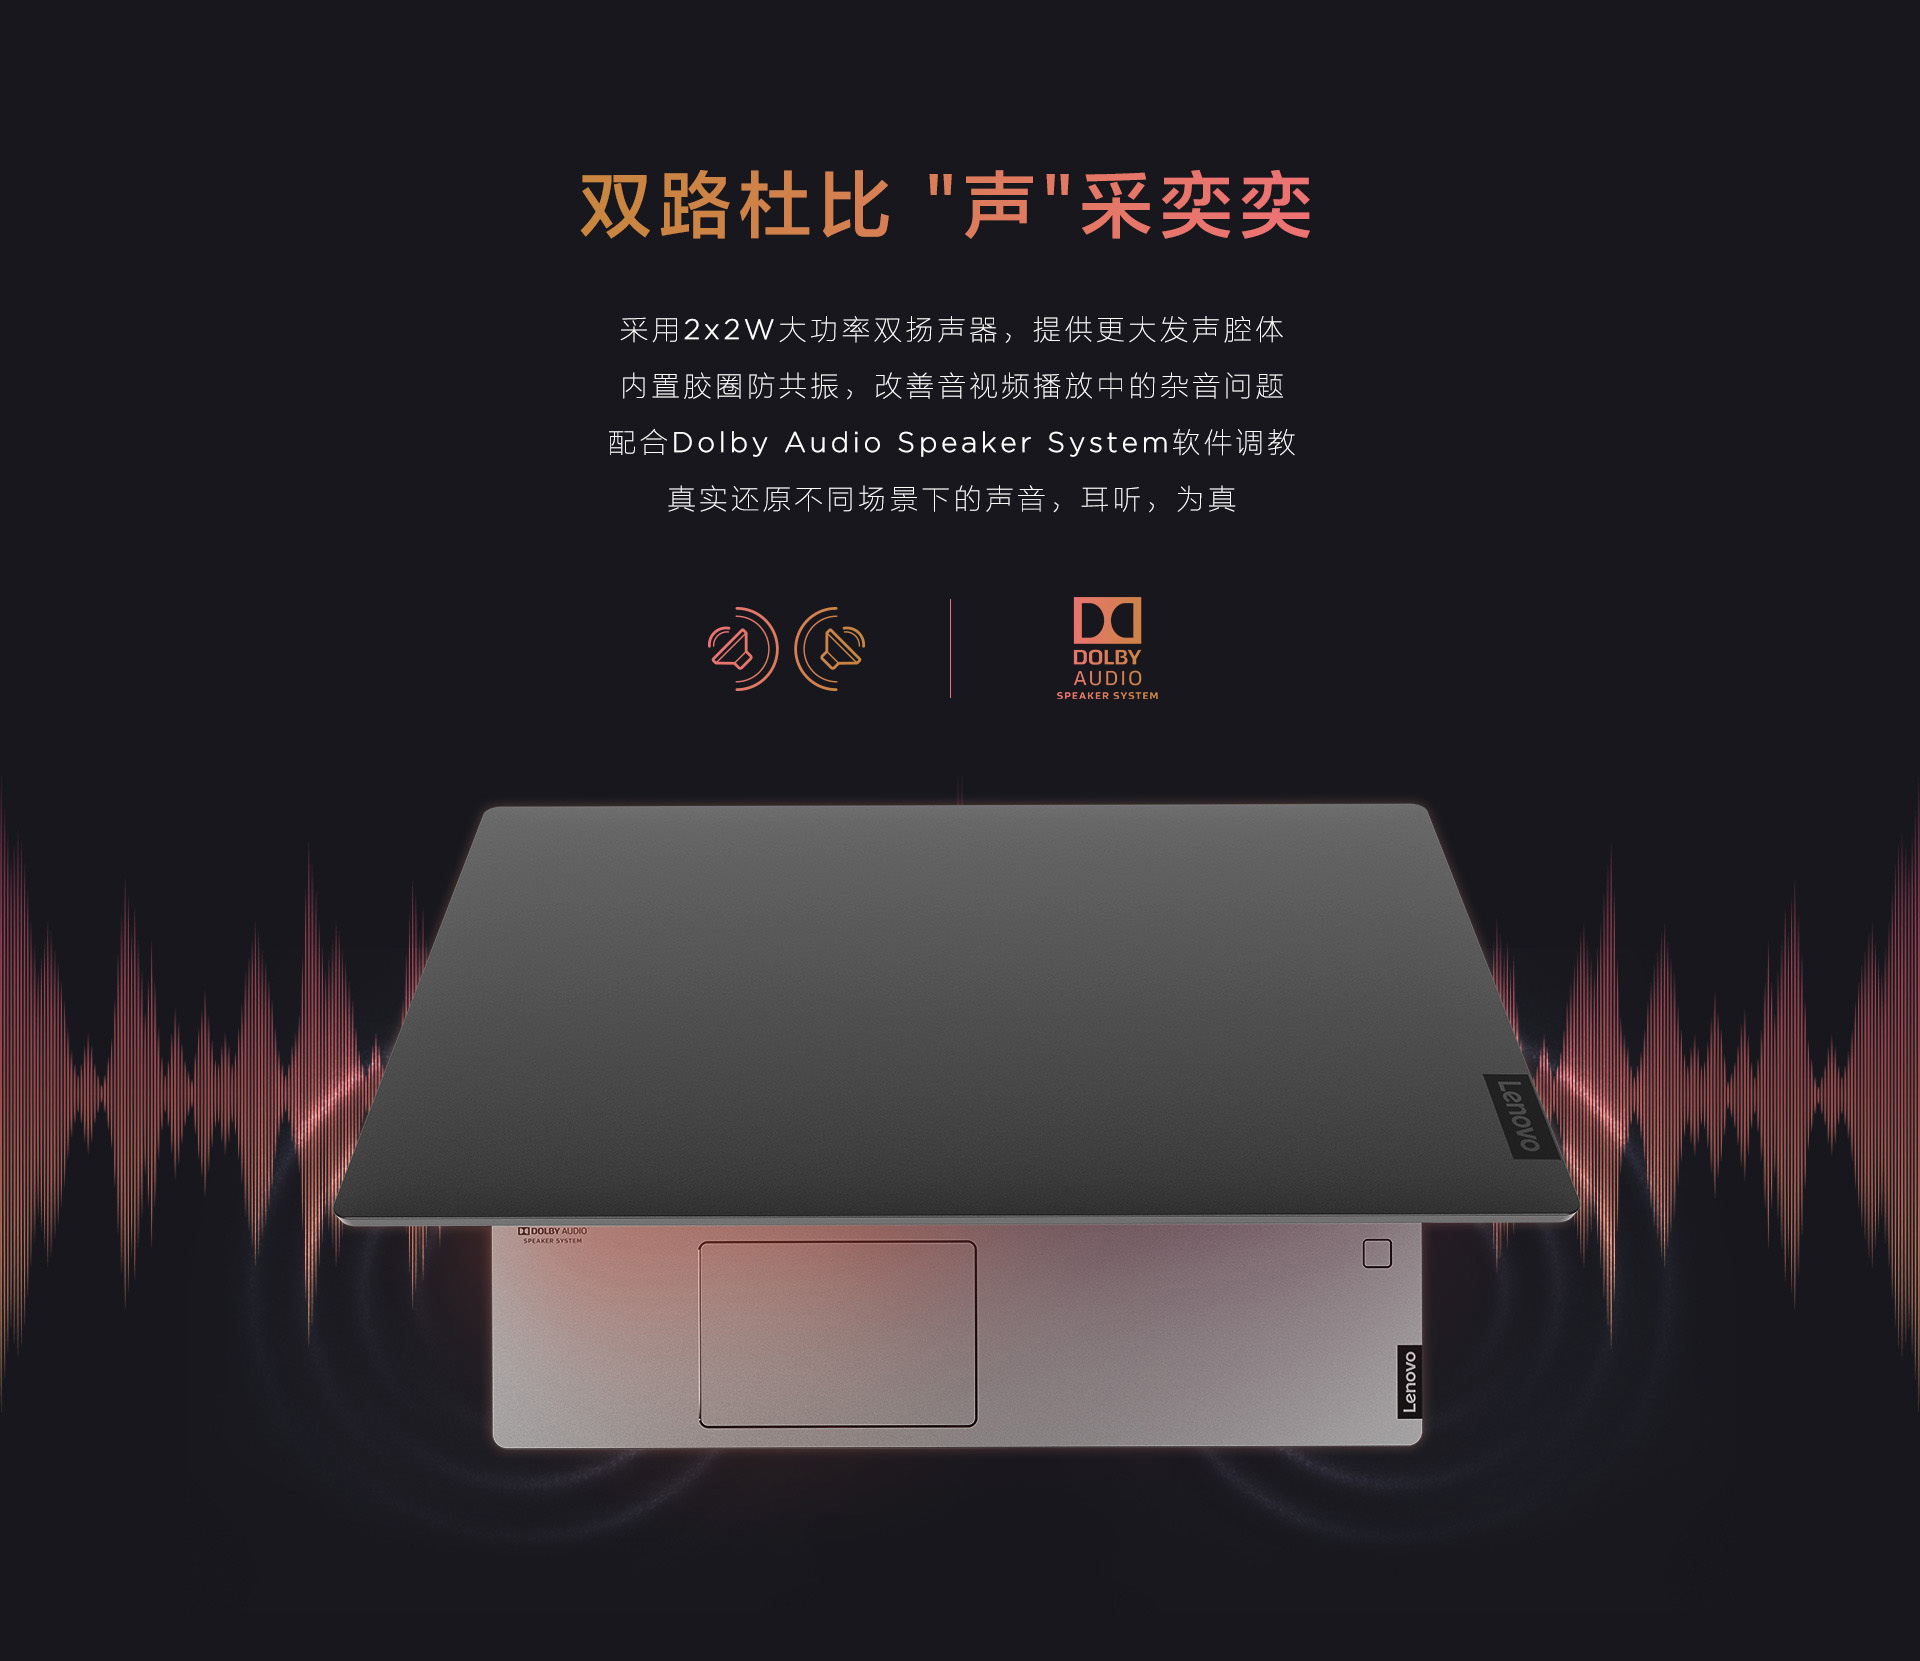 双路杜比 "声"采奕奕
采用2x2W大功率双扬声器，提供更大发声腔体
内置胶圈防共振，改善音视频播放中的杂音问题
配合Dolby Audio Speaker System软件调教
真实还原不同场景下的声音，耳听，为真
DOLBY
AUDIO
SPEAKER SYSTEM
Lenovo
DOLBY AUDIO
SPEAKER SYSTEM
Lenovo